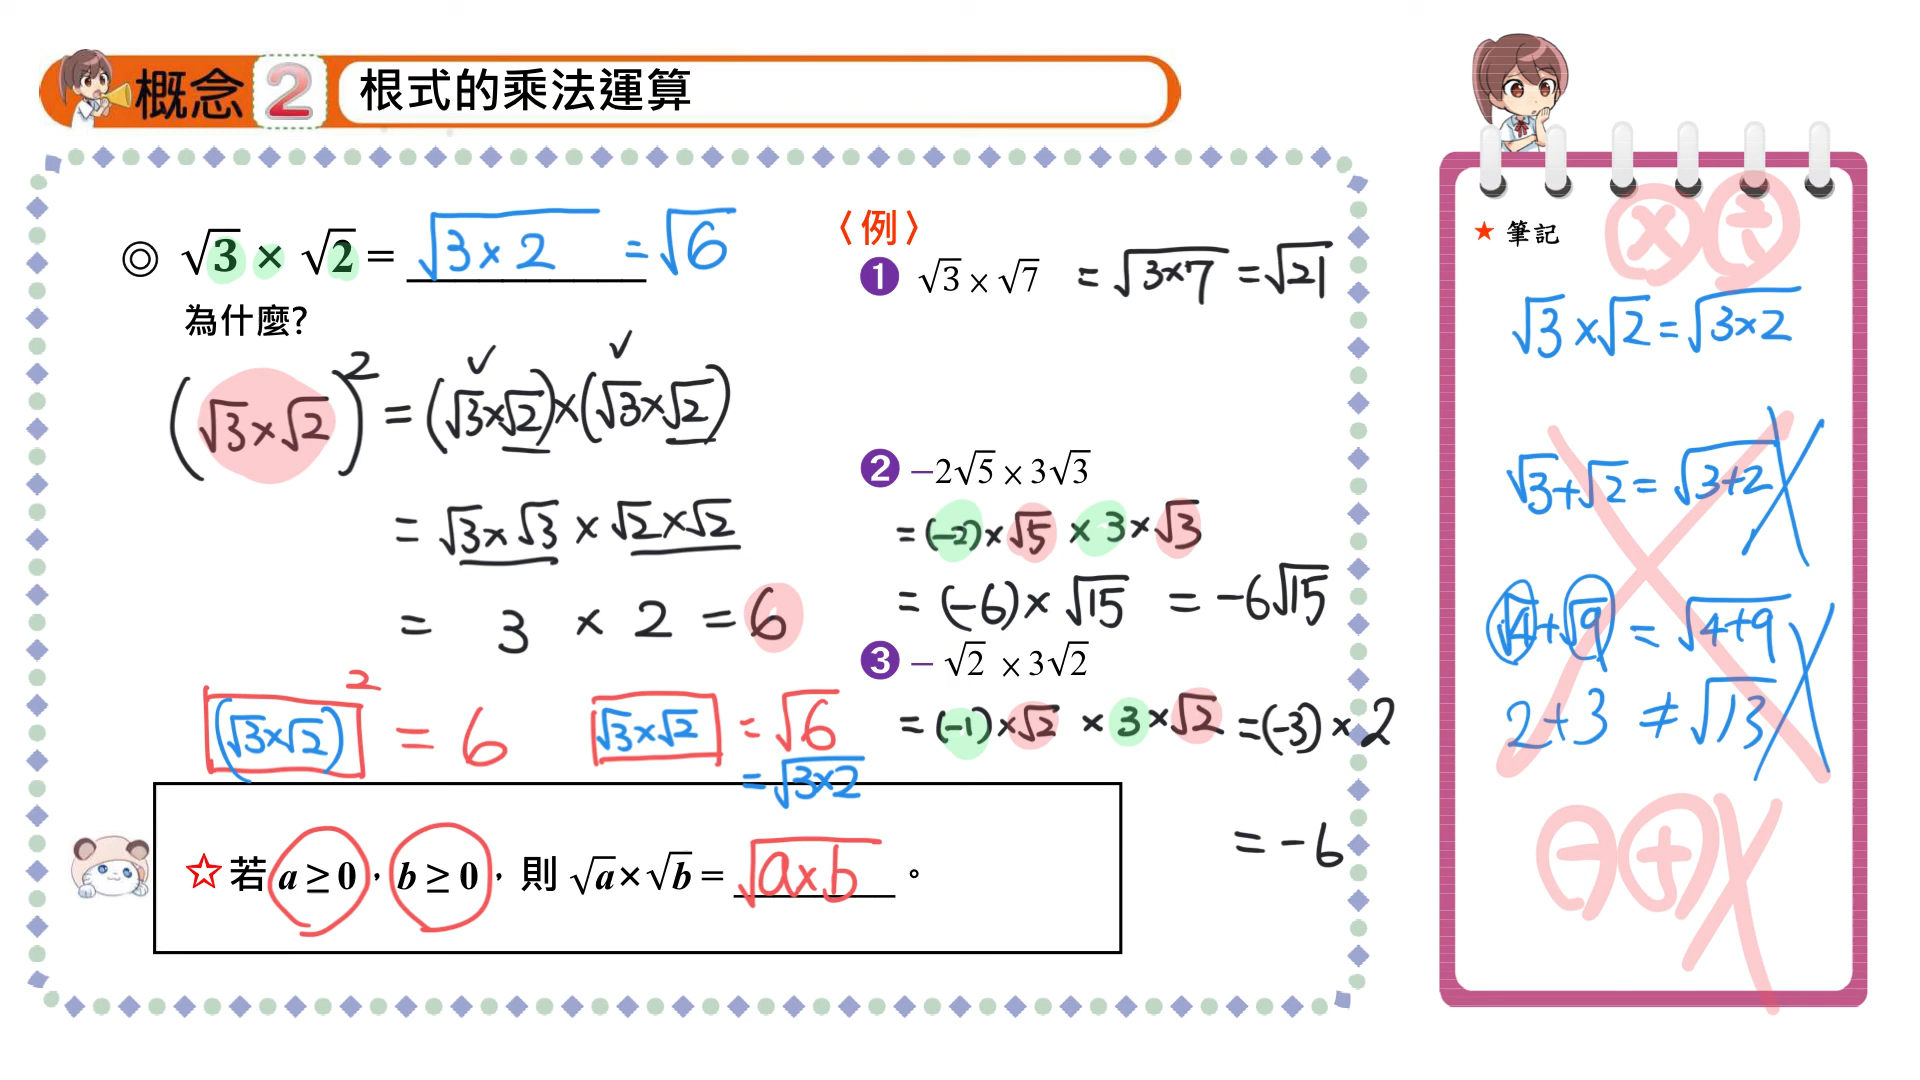 概念 2 根式的乘法運算
◎ √3 × √2 = √(3×2) = √6
為什麼?
(√3×√2)² = (√3×√2)×(√3×√2)
= √3×√3 × √2×√2
= 3 × 2 = 6
(√3×√2)² = 6
√3×√2 = √6
= √(3×2)
☆若 a ≥ 0，b ≥ 0，則 √a×√b = √(a×b)。
〈例〉
❶ √3 × √7 = √(3×7) = √21
❷ −2√5 × 3√3
= (−2)×√5 × 3×√3
= (−6)× √15 = −6√15
❸ − √2 × 3√2
= (−1)×√2 × 3×√2 = (−3)×2
= −6
★ 筆記
× ÷
√3×√2 = √(3×2)
√3+√2 = √(3+2)
√4+√9 = √(4+9)
2+3 ≠ √13
− +